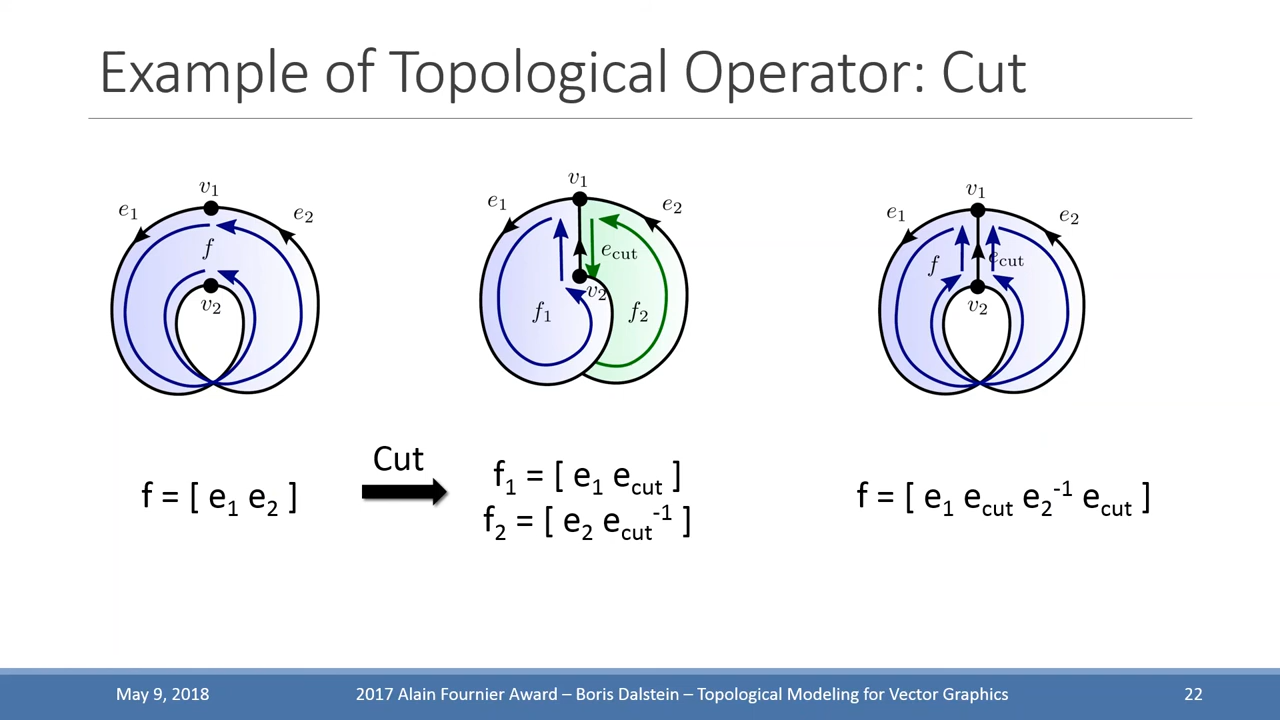 Example of Topological Operator: Cut
v₁
e₁
e₂
f
v₂
v₁
e₁
e₂
e_cut
v₂
f₁
f₂
v₁
e₁
e₂
f
e_cut
v₂
f = [ e₁ e₂ ]
Cut
f₁ = [ e₁ e_cut ]
f₂ = [ e₂ e_cut⁻¹ ]
f = [ e₁ e_cut e₂⁻¹ e_cut ]
May 9, 2018
2017 Alain Fournier Award – Boris Dalstein – Topological Modeling for Vector Graphics
22